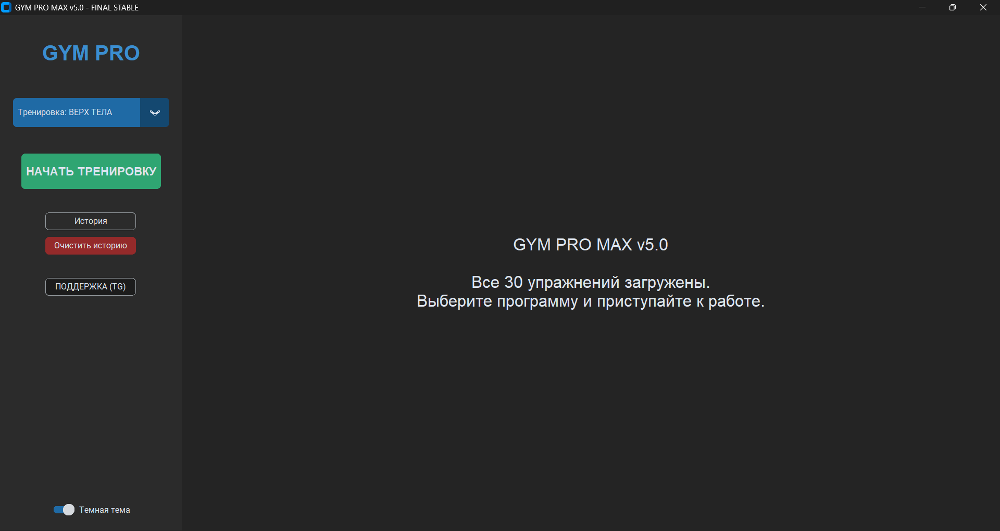 GYM PRO MAX v5.0 - FINAL STABLE
GYM PRO
Тренировка: ВЕРХ ТЕЛА
НАЧАТЬ ТРЕНИРОВКУ
История
Очистить историю
ПОДДЕРЖКА (TG)
Темная тема
GYM PRO MAX v5.0
Все 30 упражнений загружены.
Выберите программу и приступайте к работе.